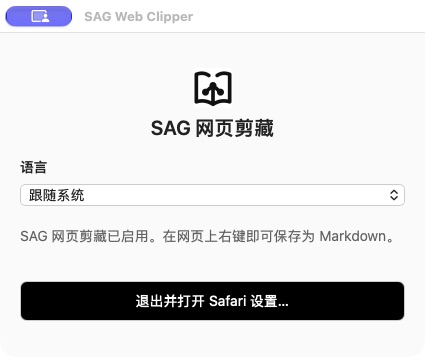 SAG Web Clipper
SAG 网页剪藏
语言
跟随系统
SAG 网页剪藏已启用。在网页上右键即可保存为 Markdown。
退出并打开 Safari 设置...